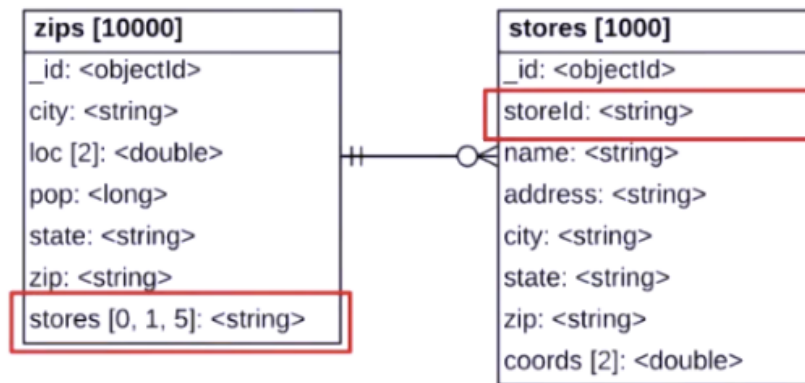 zips [10000]
_id: <objectId>
city: <string>
loc [2]: <double>
pop: <long>
state: <string>
zip: <string>
stores [0, 1, 5]: <string>
stores [1000]
_id: <objectId>
storeId: <string>
name: <string>
address: <string>
city: <string>
state: <string>
zip: <string>
coords [2]: <double>